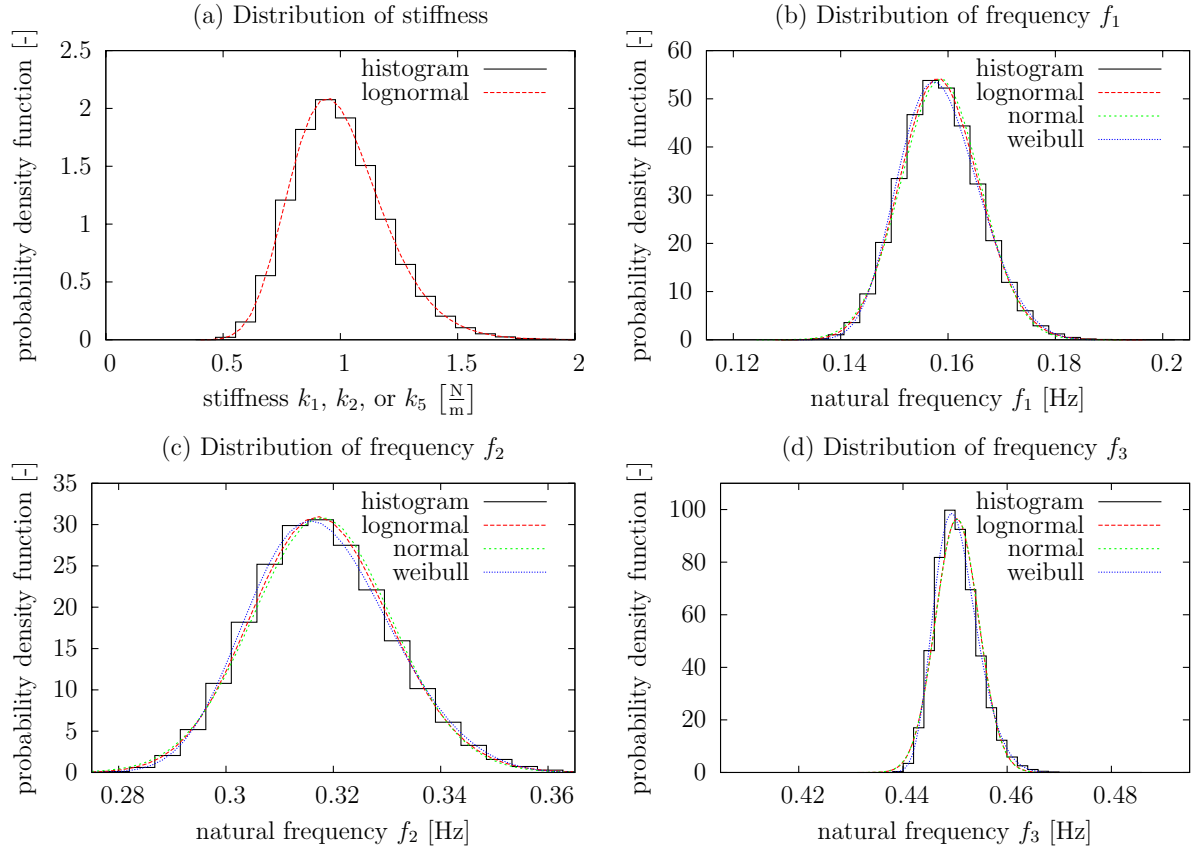 (a) Distribution of stiffness
probability density function [-]
2.5
2
1.5
1
0.5
0
histogram
lognormal
0 0.5 1 1.5 2
stiffness k₁, k₂, or k₅ [N/m]
(b) Distribution of frequency f₁
probability density function [-]
60
50
40
30
20
10
0
histogram
lognormal
normal
weibull
0.12 0.14 0.16 0.18 0.2
natural frequency f₁ [Hz]
(c) Distribution of frequency f₂
probability density function [-]
35
30
25
20
15
10
5
0
histogram
lognormal
normal
weibull
0.28 0.3 0.32 0.34 0.36
natural frequency f₂ [Hz]
(d) Distribution of frequency f₃
probability density function [-]
100
80
60
40
20
0
histogram
lognormal
normal
weibull
0.42 0.44 0.46 0.48
natural frequency f₃ [Hz]